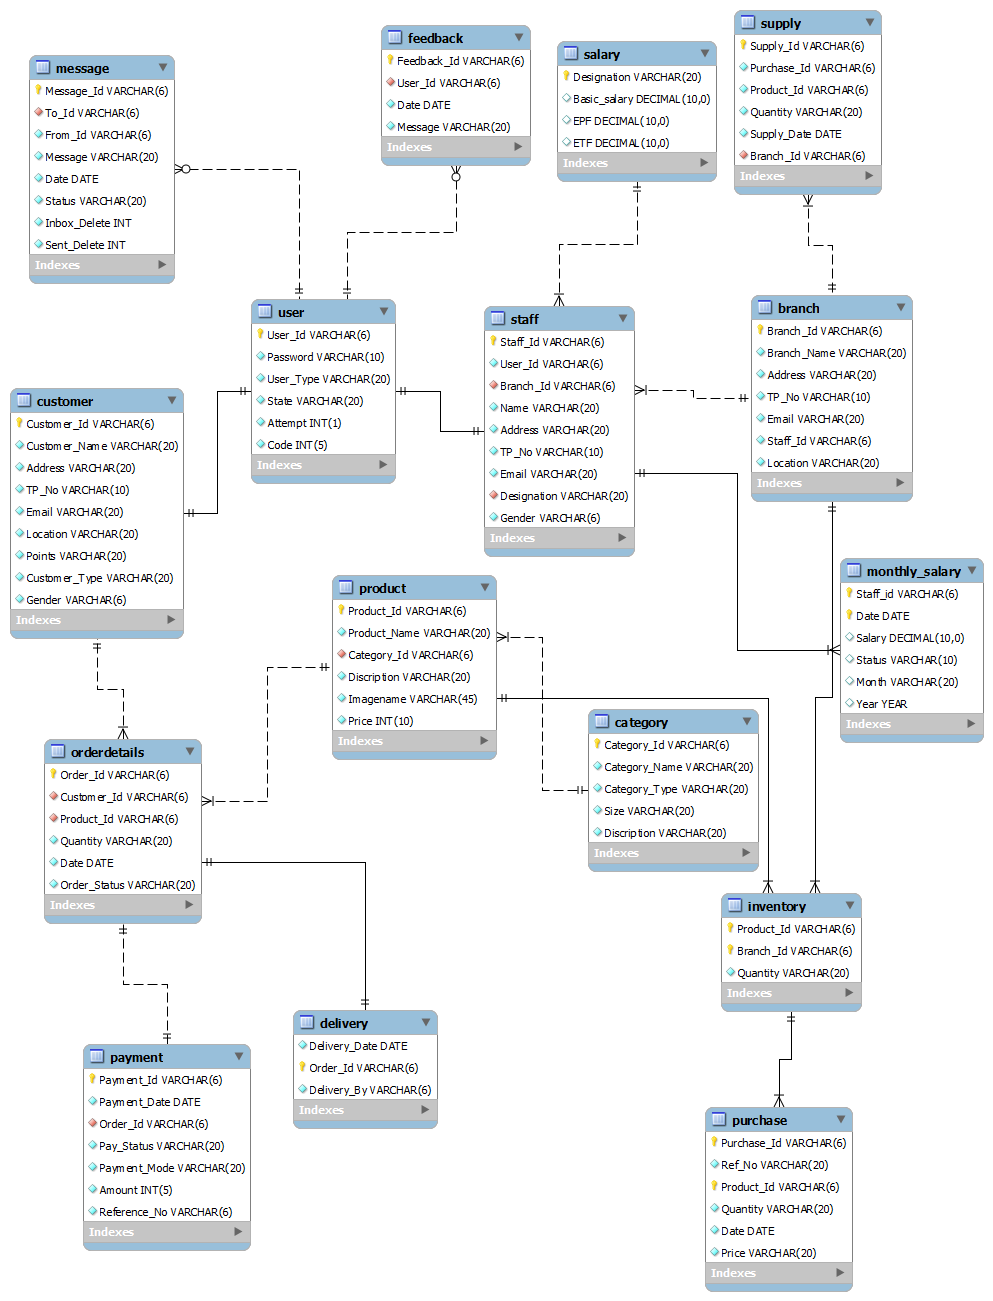 message
Message_Id VARCHAR(6)
To_Id VARCHAR(6)
From_Id VARCHAR(6)
Message VARCHAR(20)
Date DATE
Status VARCHAR(20)
Inbox_Delete INT
Sent_Delete INT
Indexes
feedback
Feedback_Id VARCHAR(6)
User_Id VARCHAR(6)
Date DATE
Message VARCHAR(20)
Indexes
salary
Designation VARCHAR(20)
Basic_salary DECIMAL(10,0)
EPF DECIMAL(10,0)
ETF DECIMAL(10,0)
Indexes
supply
Supply_Id VARCHAR(6)
Purchase_Id VARCHAR(6)
Product_Id VARCHAR(6)
Quantity VARCHAR(20)
Supply_Date DATE
Branch_Id VARCHAR(6)
Indexes
user
User_Id VARCHAR(6)
Password VARCHAR(10)
User_Type VARCHAR(20)
State VARCHAR(20)
Attempt INT(1)
Code INT(5)
Indexes
staff
Staff_Id VARCHAR(6)
User_Id VARCHAR(6)
Branch_Id VARCHAR(6)
Name VARCHAR(20)
Address VARCHAR(20)
TP_No VARCHAR(10)
Email VARCHAR(20)
Designation VARCHAR(20)
Gender VARCHAR(6)
Indexes
branch
Branch_Id VARCHAR(6)
Branch_Name VARCHAR(20)
Address VARCHAR(20)
TP_No VARCHAR(10)
Email VARCHAR(20)
Staff_Id VARCHAR(6)
Location VARCHAR(20)
Indexes
customer
Customer_Id VARCHAR(6)
Customer_Name VARCHAR(20)
Address VARCHAR(20)
TP_No VARCHAR(10)
Email VARCHAR(20)
Location VARCHAR(20)
Points VARCHAR(20)
Customer_Type VARCHAR(20)
Gender VARCHAR(6)
Indexes
product
Product_Id VARCHAR(6)
Product_Name VARCHAR(20)
Category_Id VARCHAR(6)
Discription VARCHAR(20)
Imagename VARCHAR(45)
Price INT(10)
Indexes
monthly_salary
Staff_id VARCHAR(6)
Date DATE
Salary DECIMAL(10,0)
Status VARCHAR(10)
Month VARCHAR(20)
Year YEAR
Indexes
category
Category_Id VARCHAR(6)
Category_Name VARCHAR(20)
Category_Type VARCHAR(20)
Size VARCHAR(20)
Discription VARCHAR(20)
Indexes
orderdetails
Order_Id VARCHAR(6)
Customer_Id VARCHAR(6)
Product_Id VARCHAR(6)
Quantity VARCHAR(20)
Date DATE
Order_Status VARCHAR(20)
Indexes
inventory
Product_Id VARCHAR(6)
Branch_Id VARCHAR(6)
Quantity VARCHAR(20)
Indexes
delivery
Delivery_Date DATE
Order_Id VARCHAR(6)
Delivery_By VARCHAR(6)
Indexes
payment
Payment_Id VARCHAR(6)
Payment_Date DATE
Order_Id VARCHAR(6)
Pay_Status VARCHAR(20)
Payment_Mode VARCHAR(20)
Amount INT(5)
Reference_No VARCHAR(6)
Indexes
purchase
Purchase_Id VARCHAR(6)
Ref_No VARCHAR(20)
Product_Id VARCHAR(6)
Quantity VARCHAR(20)
Date DATE
Price VARCHAR(20)
Indexes